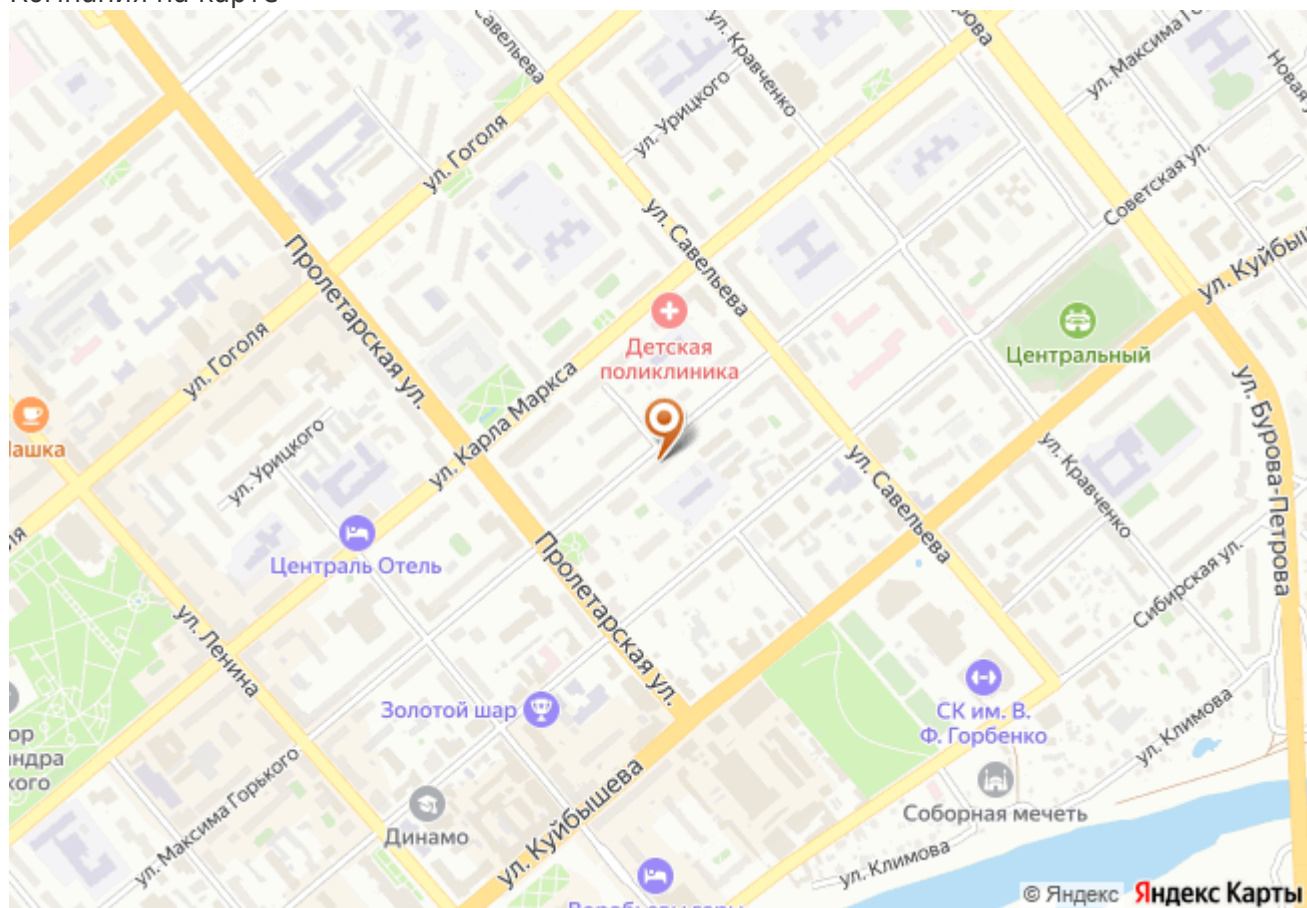 Савельева
ул. Кравченко
ул. Максима
Новая
ул. Урицкого
ул. Гоголя
Советская ул.
ул. Савельева
Пролетарская ул.
ул. Куйбыш
Детская
поликлиника
Центральный
ул. Гоголя
ул. Карла Маркса
ул. Бурова-Петрова
ул. Урицкого
ул. Савельева
ул. Кравченко
Централь Отель
Пролетарская ул.
Сибирская ул.
ул. Ленина
Золотой шар
СК им. В.
Ф. Горбенко
ул. Климова
ул. Максима Горького
Соборная мечеть
Динамо
ул. Куйбышева
ул. Климова
© Яндекс Яндекс Карты